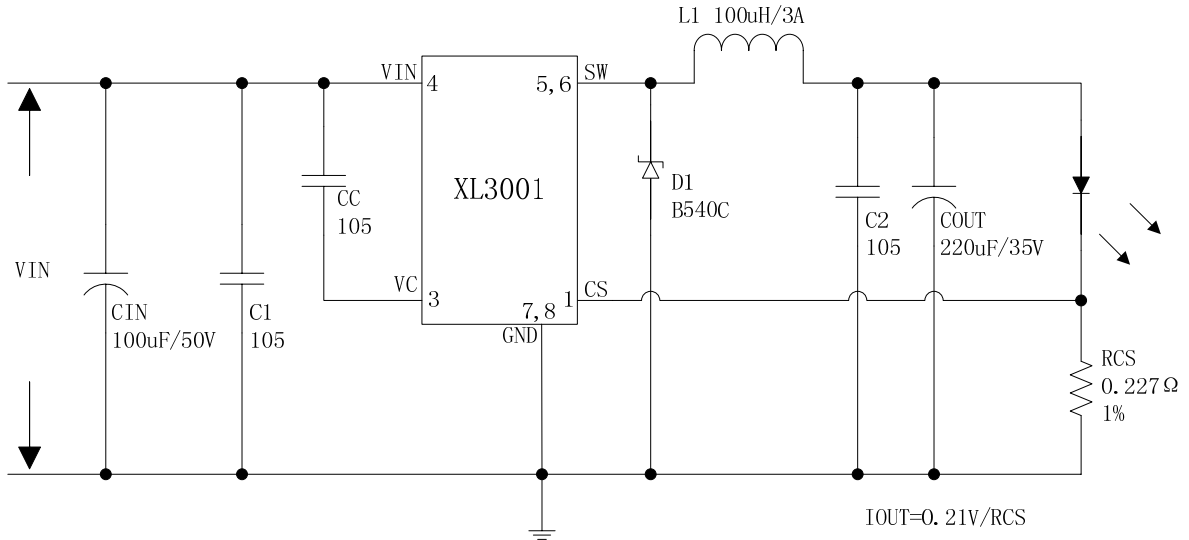 L1 100uH/3A
VIN
4
5,6
SW
XL3001
CC
105
D1
B540C
C2
105
COUT
220uF/35V
VIN
VC
3
1
CS
7,8
GND
CIN
100uF/50V
C1
105
RCS
0.227Ω
1%
IOUT=0.21V/RCS